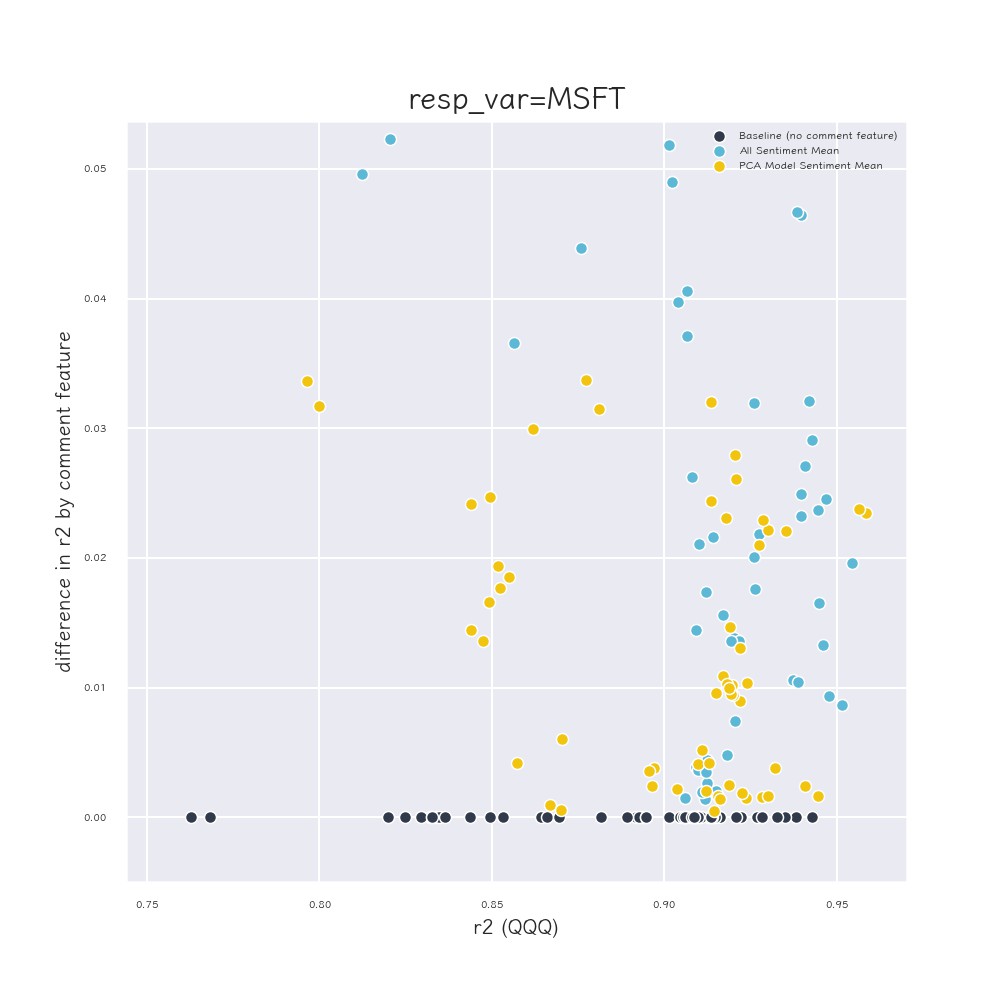 resp_var=MSFT
Baseline (no comment feature)
All Sentiment Mean
PCA Model Sentiment Mean
difference in r2 by comment feature
0.05
0.04
0.03
0.02
0.01
0.00
0.75
0.80
0.85
0.90
0.95
r2 (QQQ)